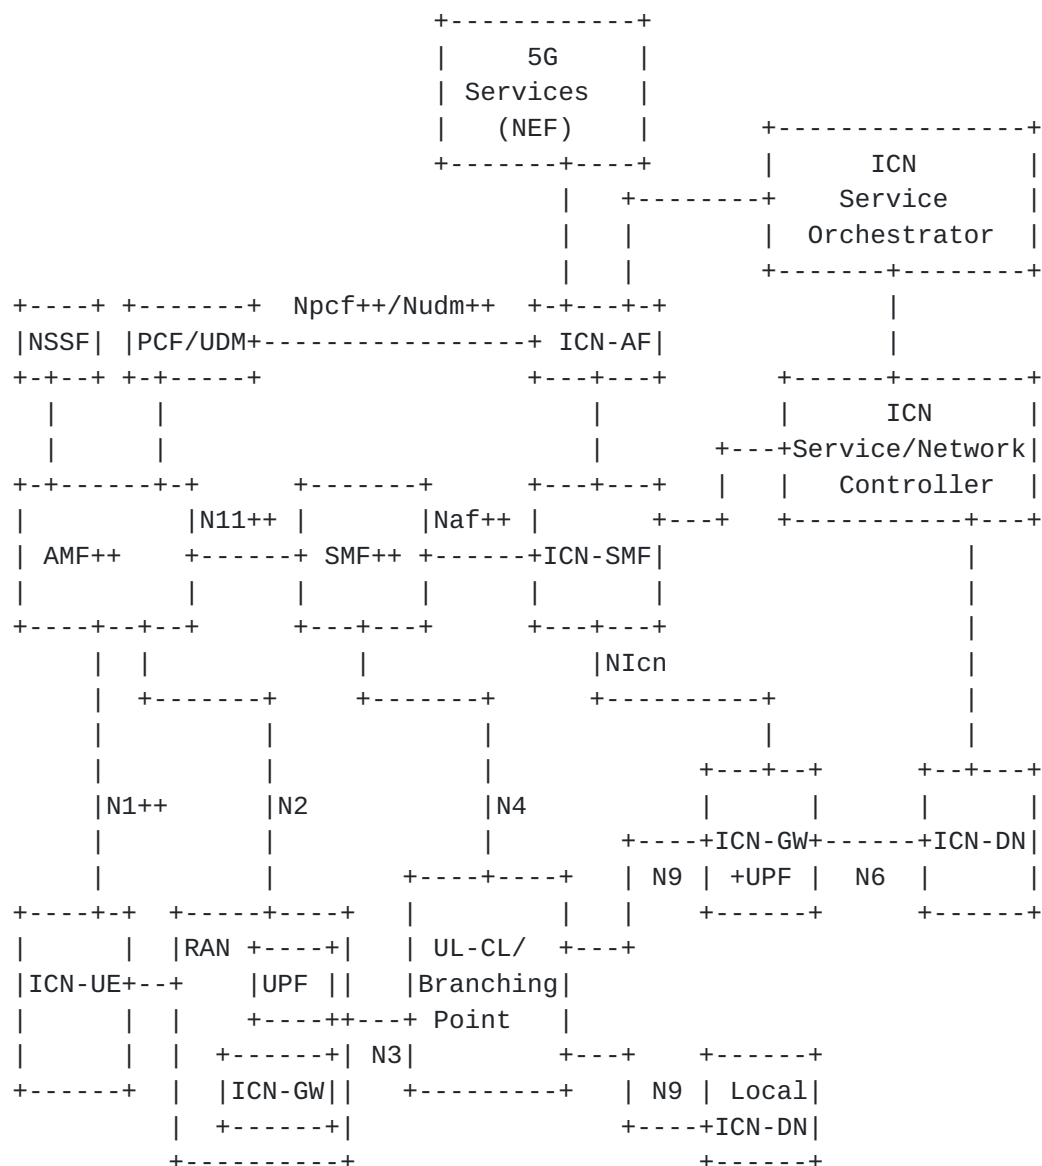 5G
Services
(NEF)
ICN
Service
Orchestrator
Npcf++/Nudm++
NSSF PCF/UDM ICN-AF
ICN
Service/Network
Controller
N11++ Naf++
AMF++ SMF++ ICN-SMF
NIcn
N1++ N2 N4
ICN-GW ICN-DN
N9 +UPF N6
RAN UL-CL/
ICN-UE UPF Branching
Point
N3
ICN-GW N9 Local
ICN-DN